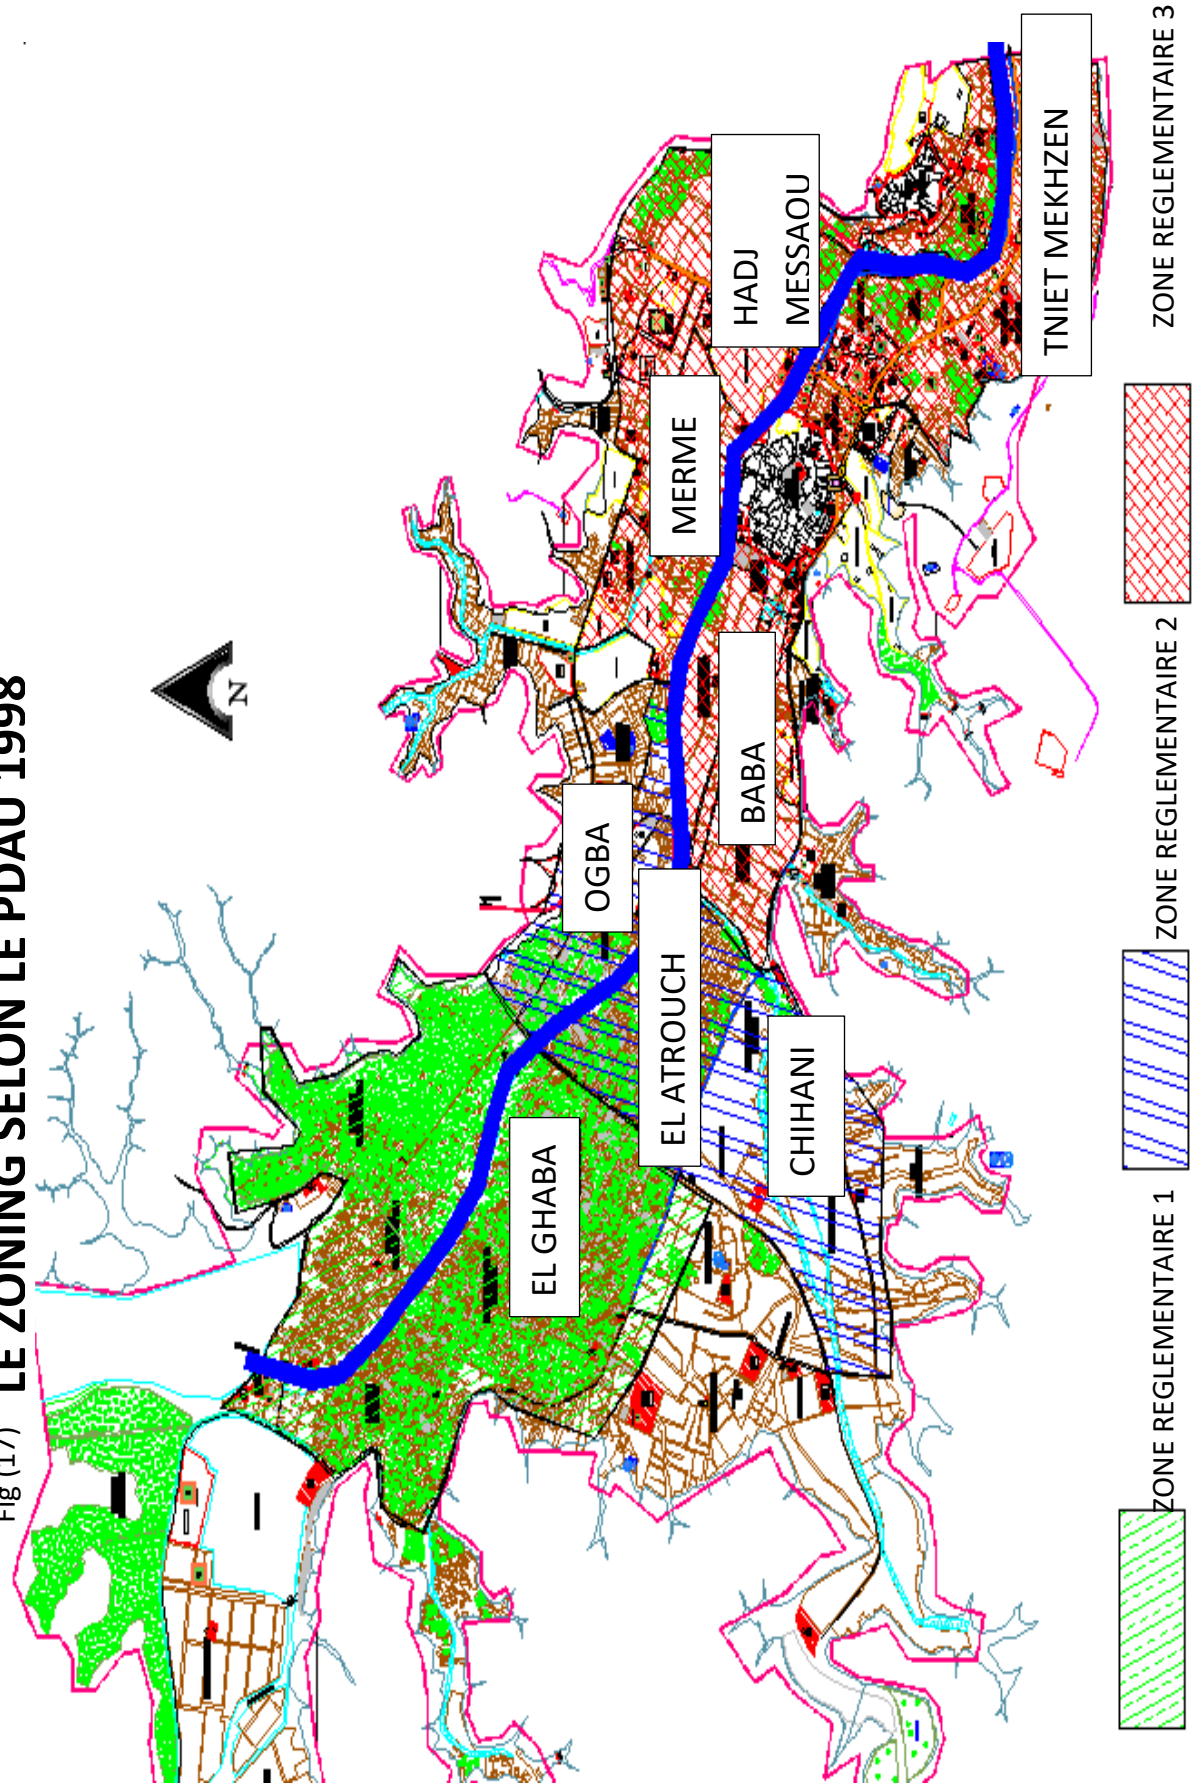 Fig (17) LE ZONING SELON LE PDAU 1998
N
TNIET MEKHZEN
HADJ
MESSAOU
MERME
BABA
OGBA
EL ATROUCH
CHIHANI
EL GHABA
ZONE REGLEMENTAIRE 1
ZONE REGLEMENTAIRE 2
ZONE REGLEMENTAIRE 3